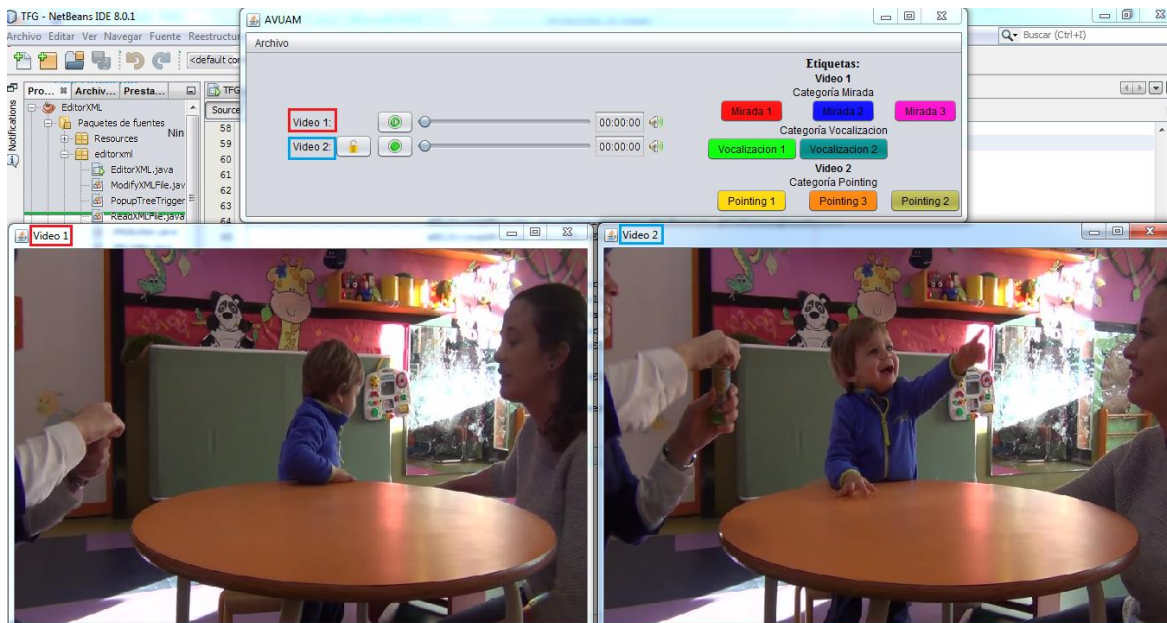 TFG - NetBeans IDE 8.0.1
Archivo Editar Ver Navegar Fuente Reestructur
Buscar (Ctrl+I)
<default con
Pro... Archiv... Presta...
TFG
Source
Notifications
EditorXML
Paquetes de fuentes
Resources
Nin
editorxml
EditorXML.java
ModifyXMLFile.jav
PopupTreeTrigger
ReadXMLFile.java
58
59
60
61
62
63
64
AVUAM
Archivo
Video 1:
00:00:00
Video 2:
00:00:00
Etiquetas:
Video 1
Categoría Mirada
Mirada 1 Mirada 2 Mirada 3
Categoría Vocalizacion
Vocalizacion 1 Vocalizacion 2
Video 2
Categoría Pointing
Pointing 1 Pointing 3 Pointing 2
Video 1
Video 2